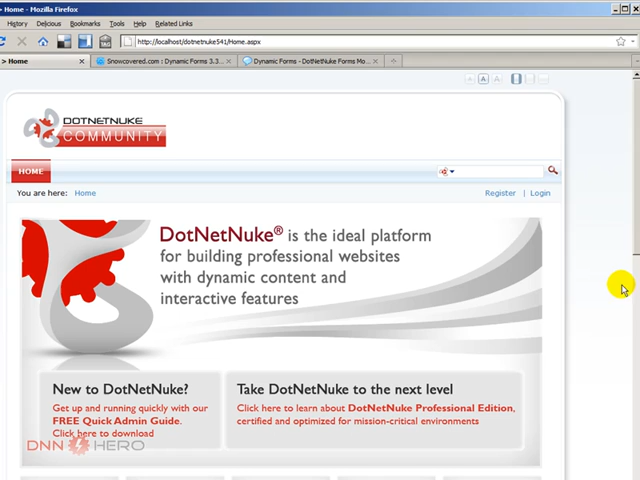 > Home - Mozilla Firefox
History Delicious Bookmarks Tools Help Related Links
http://localhost/dotnetnuke541/Home.aspx
> Home
Snowcovered.com : Dynamic Forms 3.3...
Dynamic Forms - DotNetNuke Forms Mo...
A A A
DOTNETNUKE
COMMUNITY
HOME
You are here: Home
Register | Login
DotNetNuke® is the ideal platform
for building professional websites
with dynamic content and
interactive features
New to DotNetNuke?
Get up and running quickly with our
FREE Quick Admin Guide.
Click here to download
Take DotNetNuke to the next level
Click here to learn about DotNetNuke Professional Edition,
certified and optimized for mission-critical environments
DNN HERO